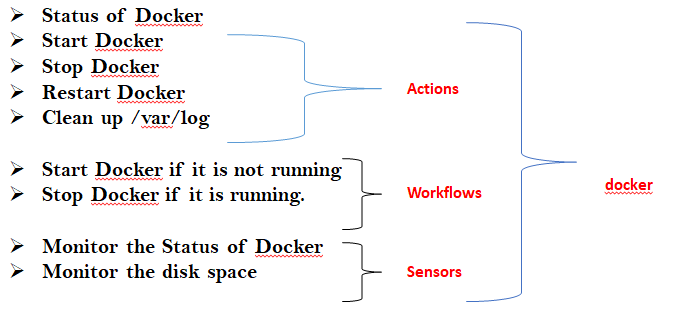 Status of Docker
Start Docker
Stop Docker
Restart Docker
Clean up /var/log
Actions
Start Docker if it is not running
Stop Docker if it is running.
Workflows
docker
Monitor the Status of Docker
Monitor the disk space
Sensors